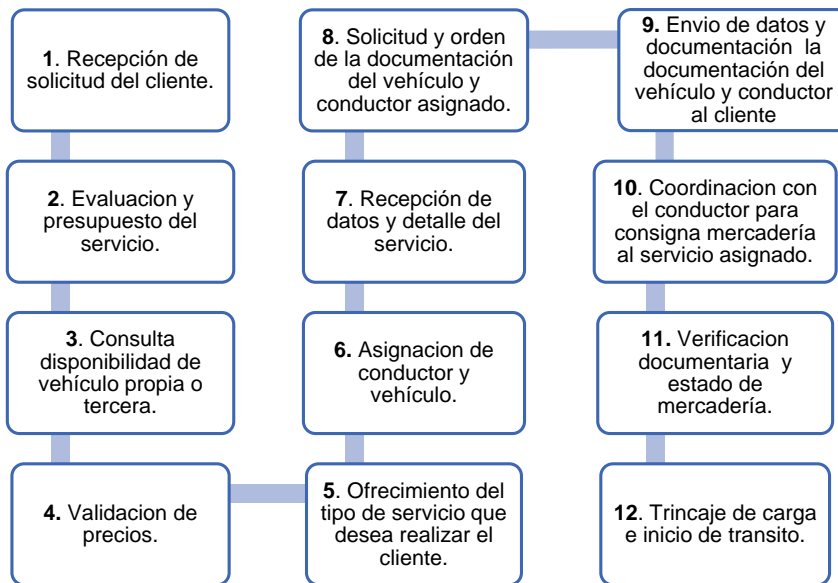 1. Recepción de
solicitud del cliente.
2. Evaluacion y
presupuesto del
servicio.
3. Consulta
disponibilidad de
vehículo propia o
tercera.
4. Validacion de
precios.
5. Ofrecimiento del
tipo de servicio que
desea realizar el
cliente.
6. Asignacion de
conductor y
vehículo.
7. Recepción de
datos y detalle del
servicio.
8. Solicitud y orden
de la documentación
del vehículo y
conductor asignado.
9. Envio de datos y
documentación la
documentación del
vehículo y conductor
al cliente
10. Coordinacion con
el conductor para
consigna mercadería
al servicio asignado.
11. Verificacion
documentaria y
estado de
mercadería.
12. Trincaje de carga
e inicio de transito.